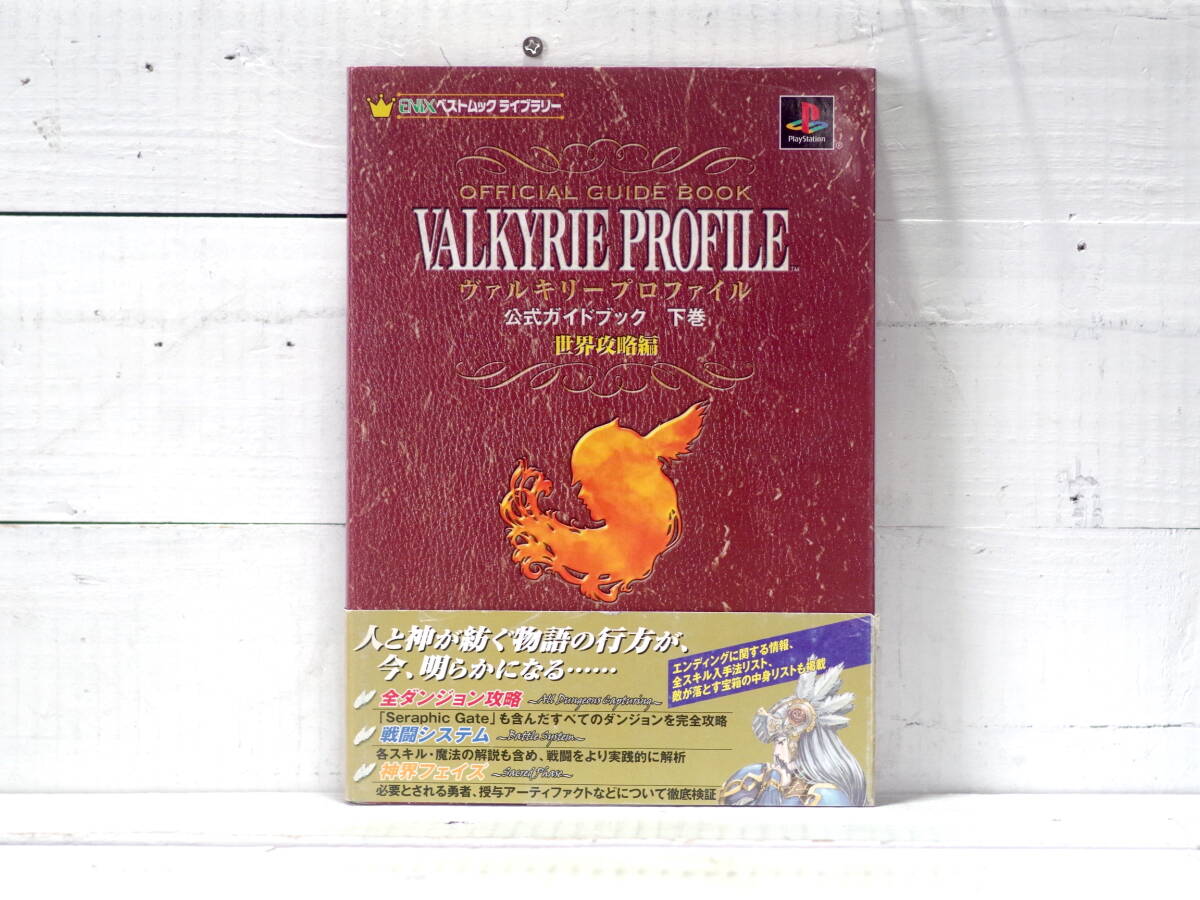 ENIXベストムックライブラリー
PlayStation
OFFICIAL GUIDE BOOK
VALKYRIE PROFILE™
ヴァルキリープロファイル
公式ガイドブック 下巻
世界攻略編
人と神が紡ぐ物語の行方が、
今、明らかになる……
エンディングに関する情報、
全スキル入手法リスト、
敵が落とす宝箱の中身リストも掲載
全ダンジョン攻略 ~All Dungeons Capturing~
「Seraphic Gate」も含んだすべてのダンジョンを完全攻略
戦闘システム ~Battle System~
各スキル・魔法の解説も含め、戦闘をより実践的に解析
神界フェイズ ~Sacred Phase~
必要とされる勇者、授与アーティファクトなどについて徹底検証